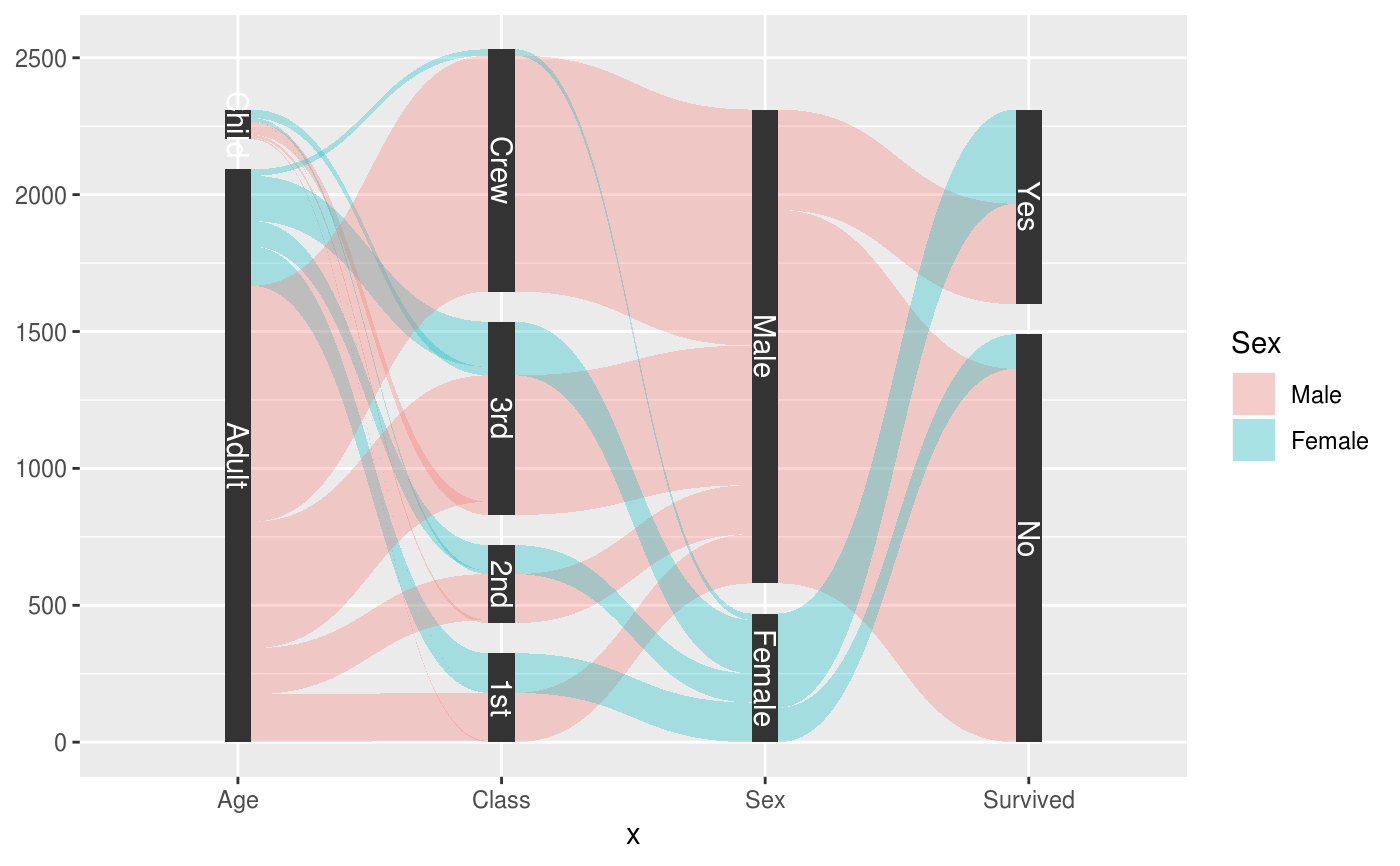 2500
2000
1500
1000
500
0
Child
Adult
Crew
3rd
2nd
1st
Male
Female
Yes
No
Age
Class
Sex
Survived
x
Sex
Male
Female